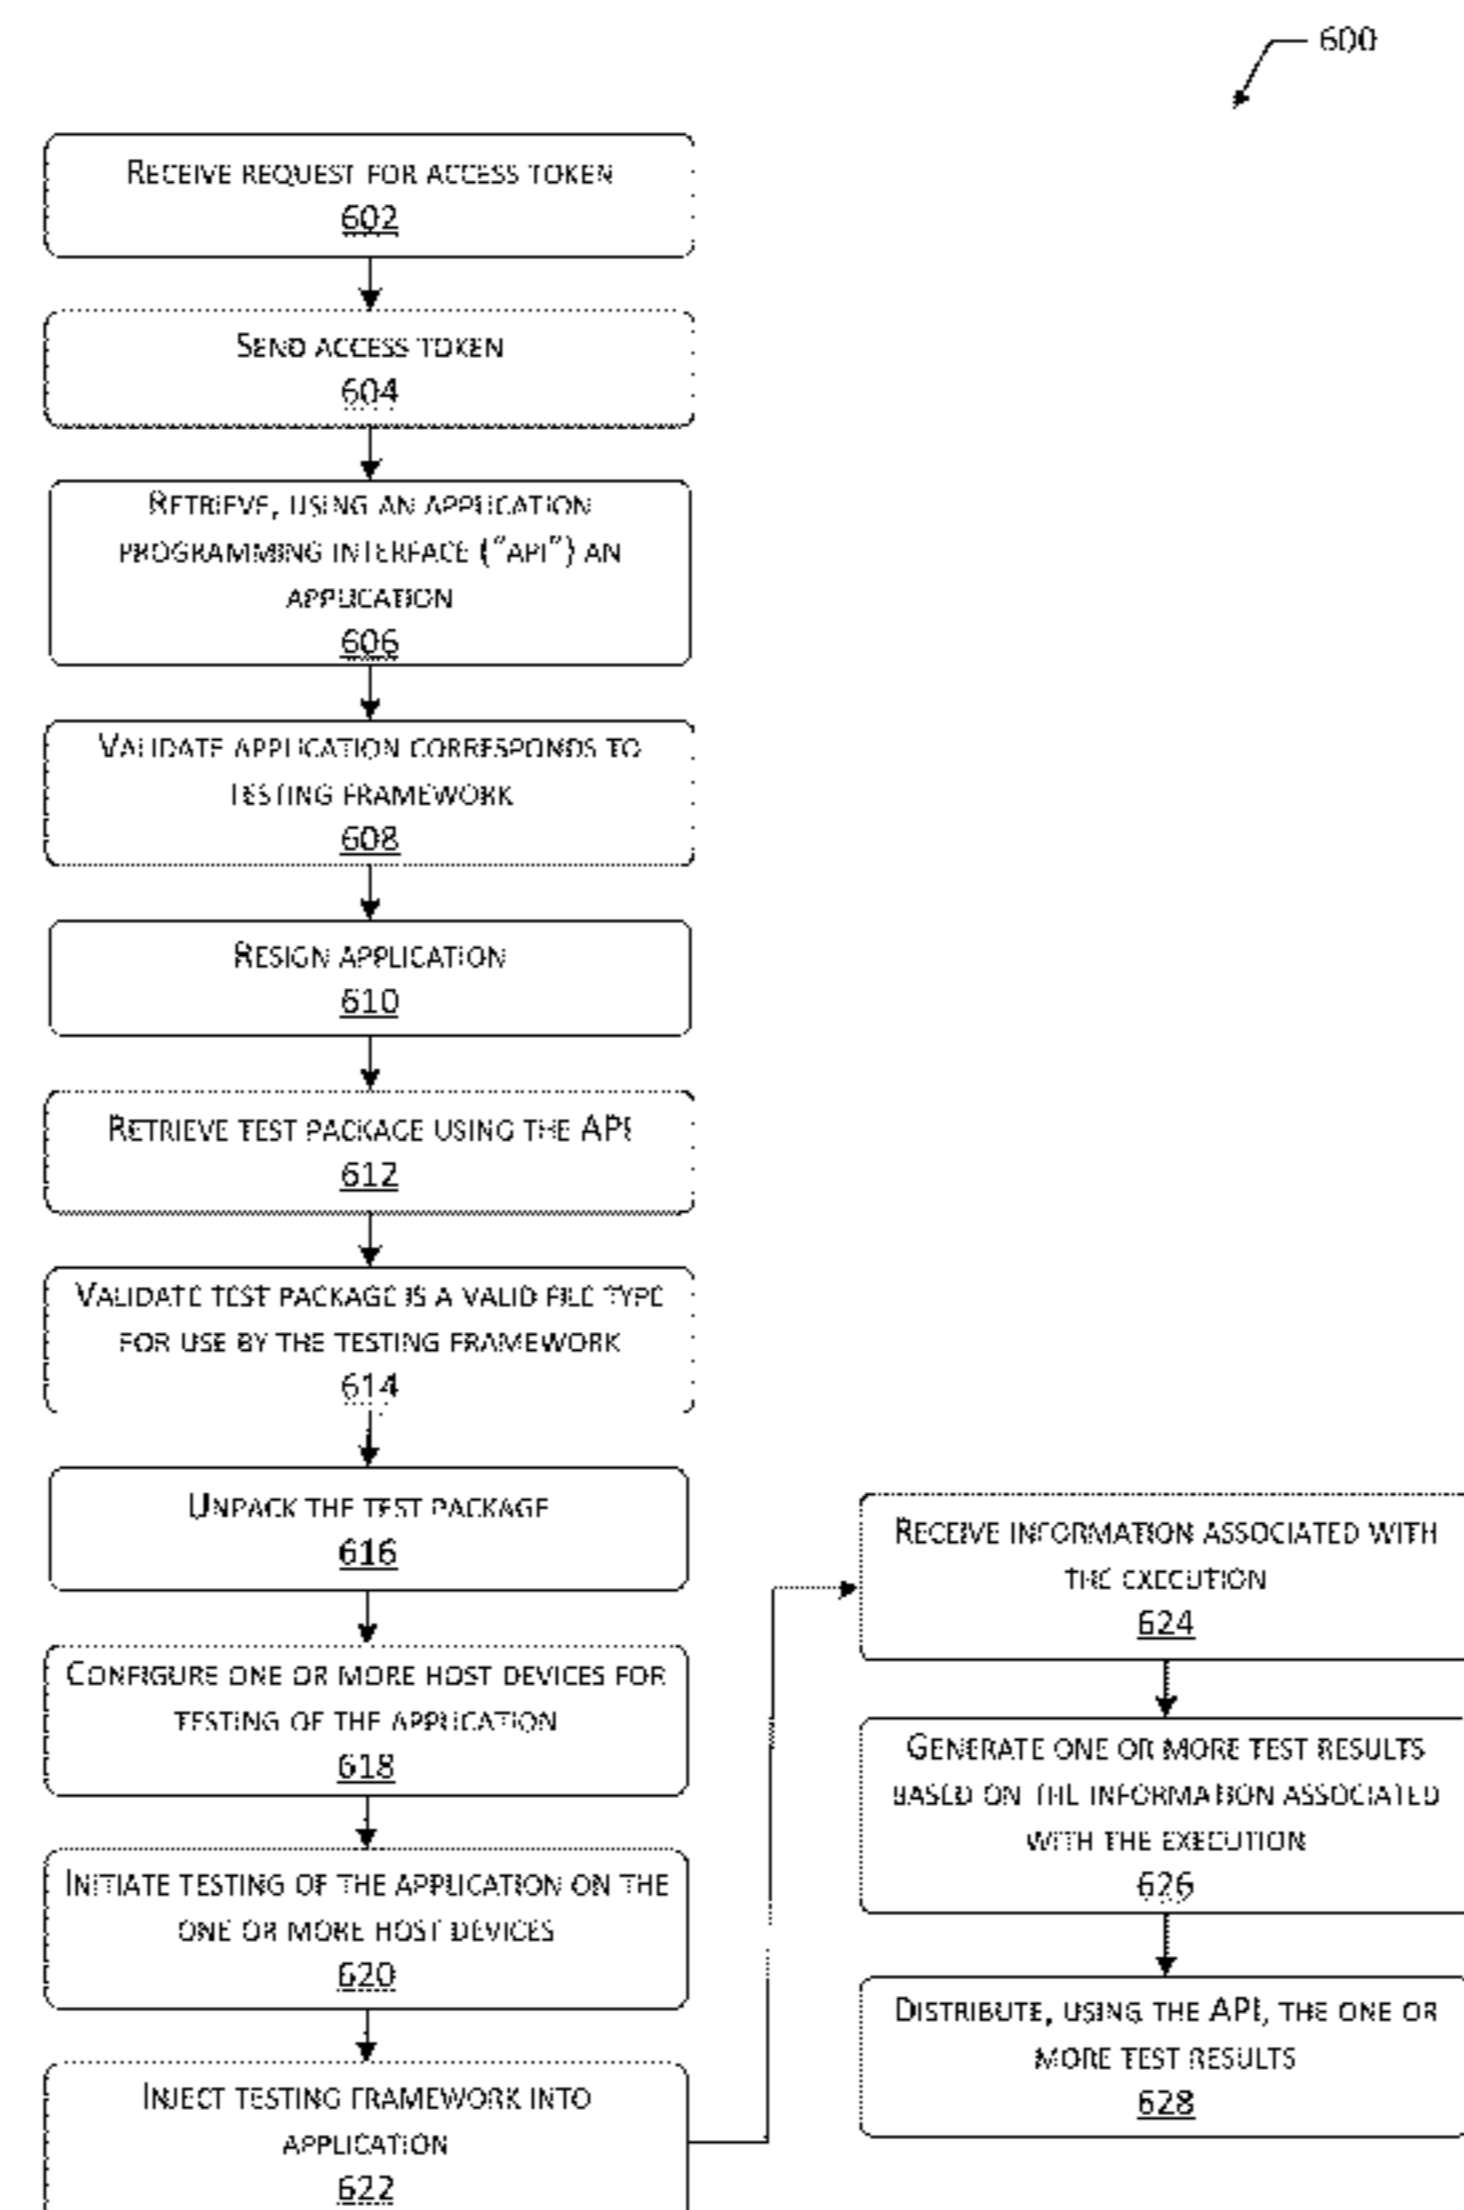 600
RECEIVE REQUEST FOR ACCESS TOKEN
602
SEND ACCESS TOKEN
604
RETRIEVE, USING AN APPLICATION
PROGRAMMING INTERFACE ("API") AN
APPLICATION
606
VALIDATE APPLICATION CORRESPONDS TO
TESTING FRAMEWORK
608
RESIGN APPLICATION
610
RETRIEVE TEST PACKAGE USING THE API
612
VALIDATE TEST PACKAGE IS A VALID FILE TYPE
FOR USE BY THE TESTING FRAMEWORK
614
UNPACK THE TEST PACKAGE
616
CONFIGURE ONE OR MORE HOST DEVICES FOR
TESTING OF THE APPLICATION
618
INITIATE TESTING OF THE APPLICATION ON THE
ONE OR MORE HOST DEVICES
620
INJECT TESTING FRAMEWORK INTO
APPLICATION
622
RECEIVE INFORMATION ASSOCIATED WITH
THE EXECUTION
624
GENERATE ONE OR MORE TEST RESULTS
BASED ON THE INFORMATION ASSOCIATED
WITH THE EXECUTION
626
DISTRIBUTE, USING THE API, THE ONE OR
MORE TEST RESULTS
628